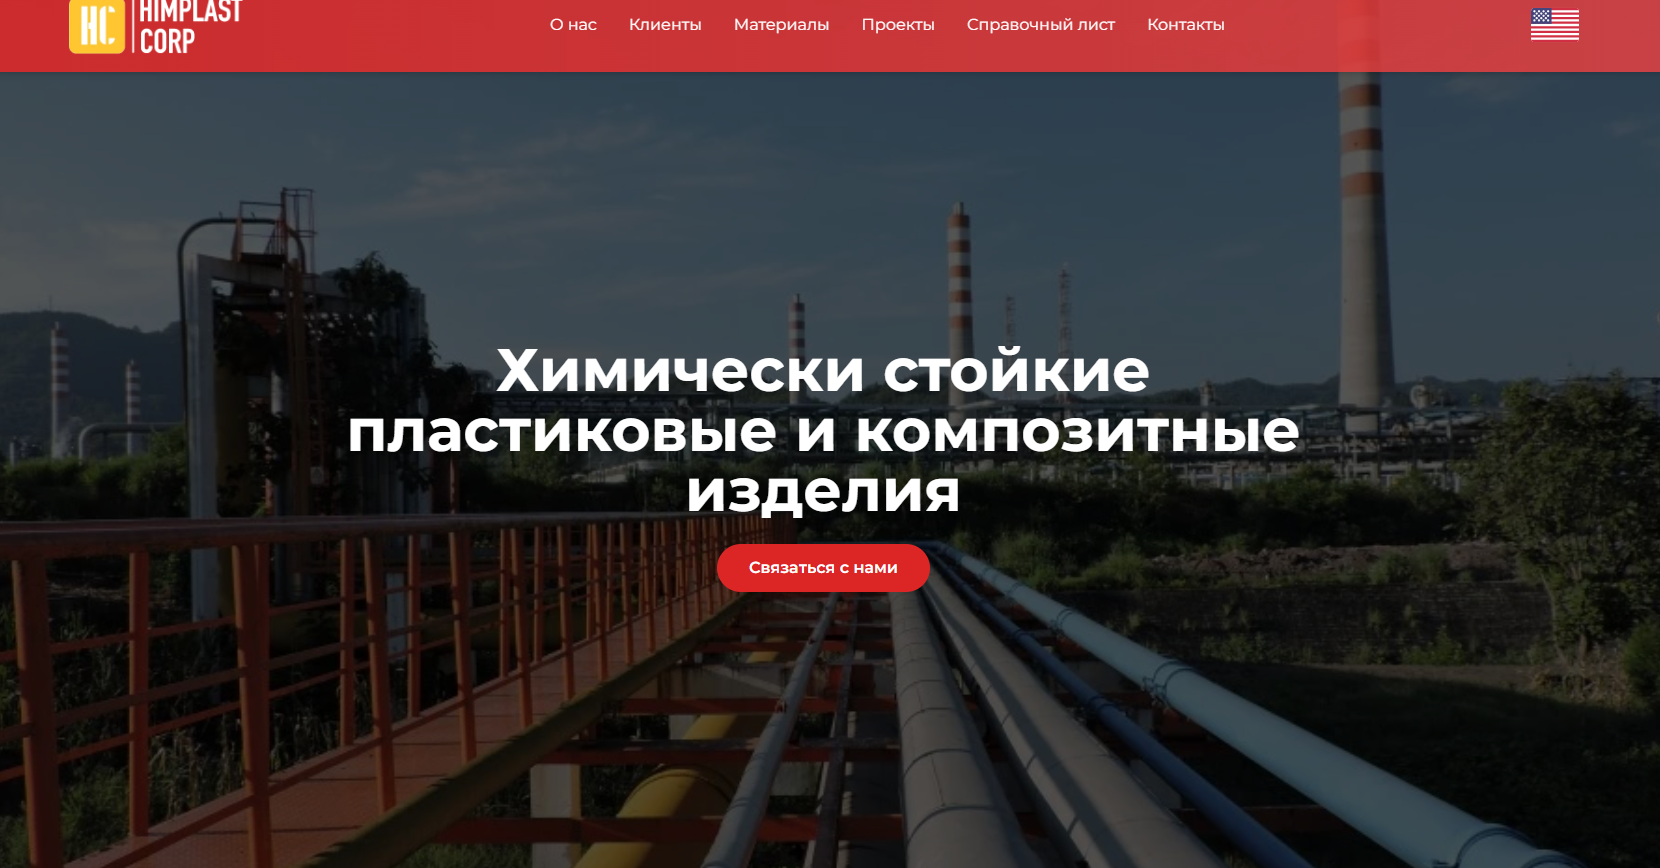 HC
HIMPLAST
CORP
О нас Клиенты Материалы Проекты Справочный лист Контакты
Химически стойкие
пластиковые и композитные
изделия
Связаться с нами